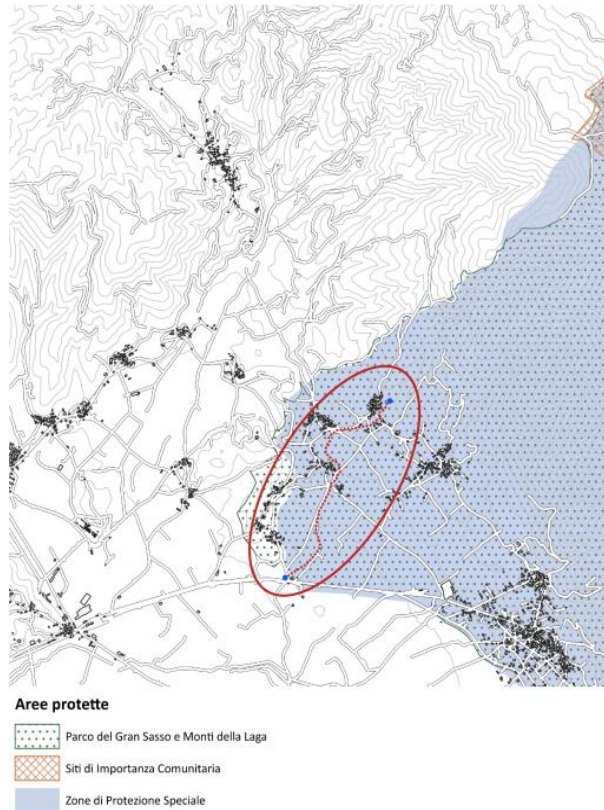 Aree protette
Parco del Gran Sasso e Monti della Laga
Siti di Importanza Comunitaria
Zone di Protezione Speciale